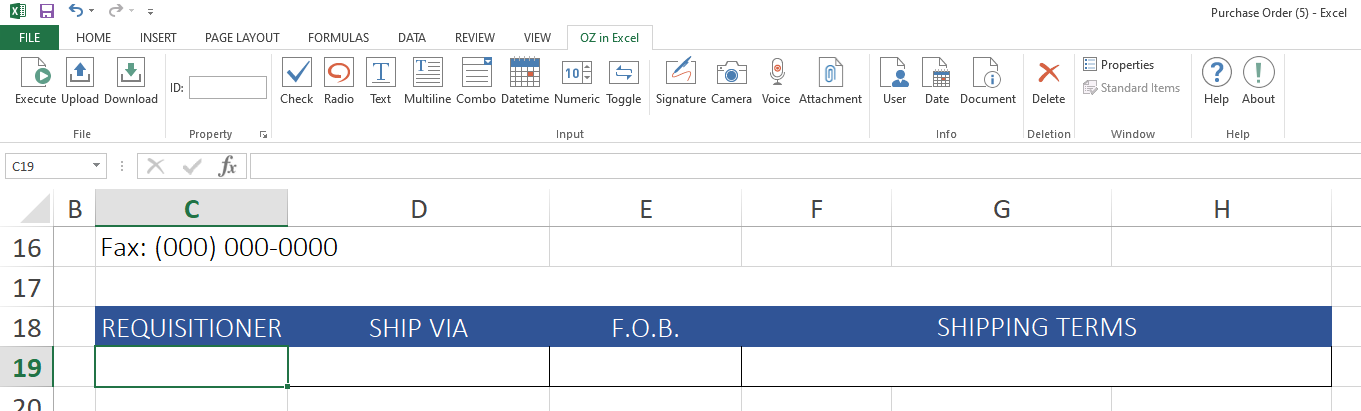 Purchase Order (5) - Excel
FILE HOME INSERT PAGE LAYOUT FORMULAS DATA REVIEW VIEW OZ in Excel
ID:
T 10
Properties
Standard Items
Execute Upload Download Check Radio Text Multiline Combo Datetime Numeric Toggle Signature Camera Voice Attachment User Date Document Delete Help About
File Property Input Info Deletion Window Help
C19 fx
B C D E F G H
16 Fax: (000) 000-0000
17
18 REQUISITIONER SHIP VIA F.O.B. SHIPPING TERMS
19
20